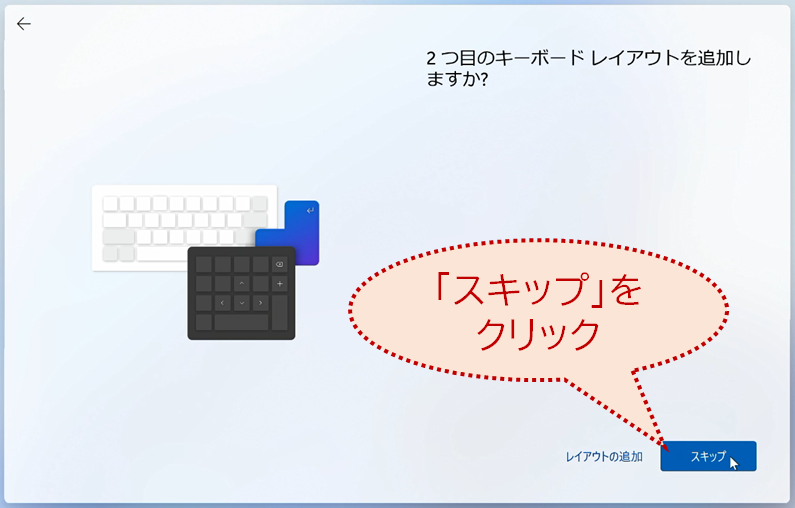 2 つ目のキーボード レイアウトを追加し
ますか?
「スキップ」を
クリック
レイアウトの追加
スキップ